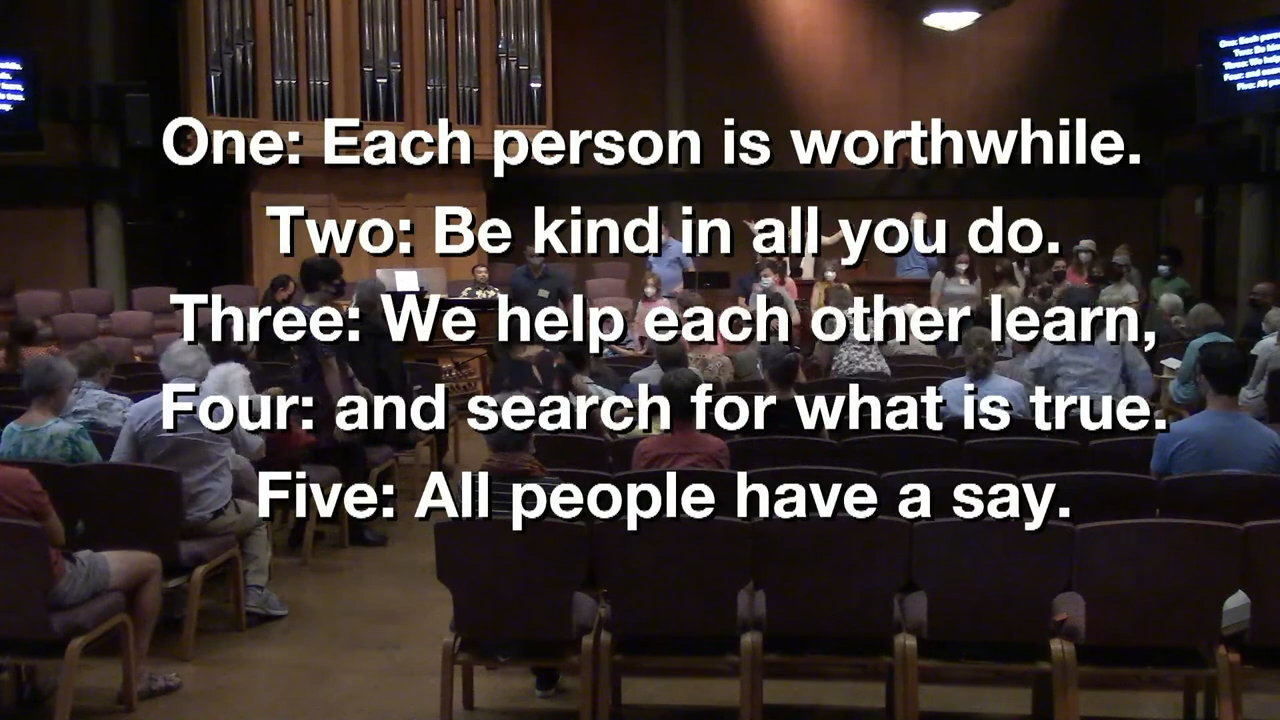 One: Each person is worthwhile.
Two: Be kind in all you do.
Three: We help each other learn,
Four: and search for what is true.
Five: All people have a say.